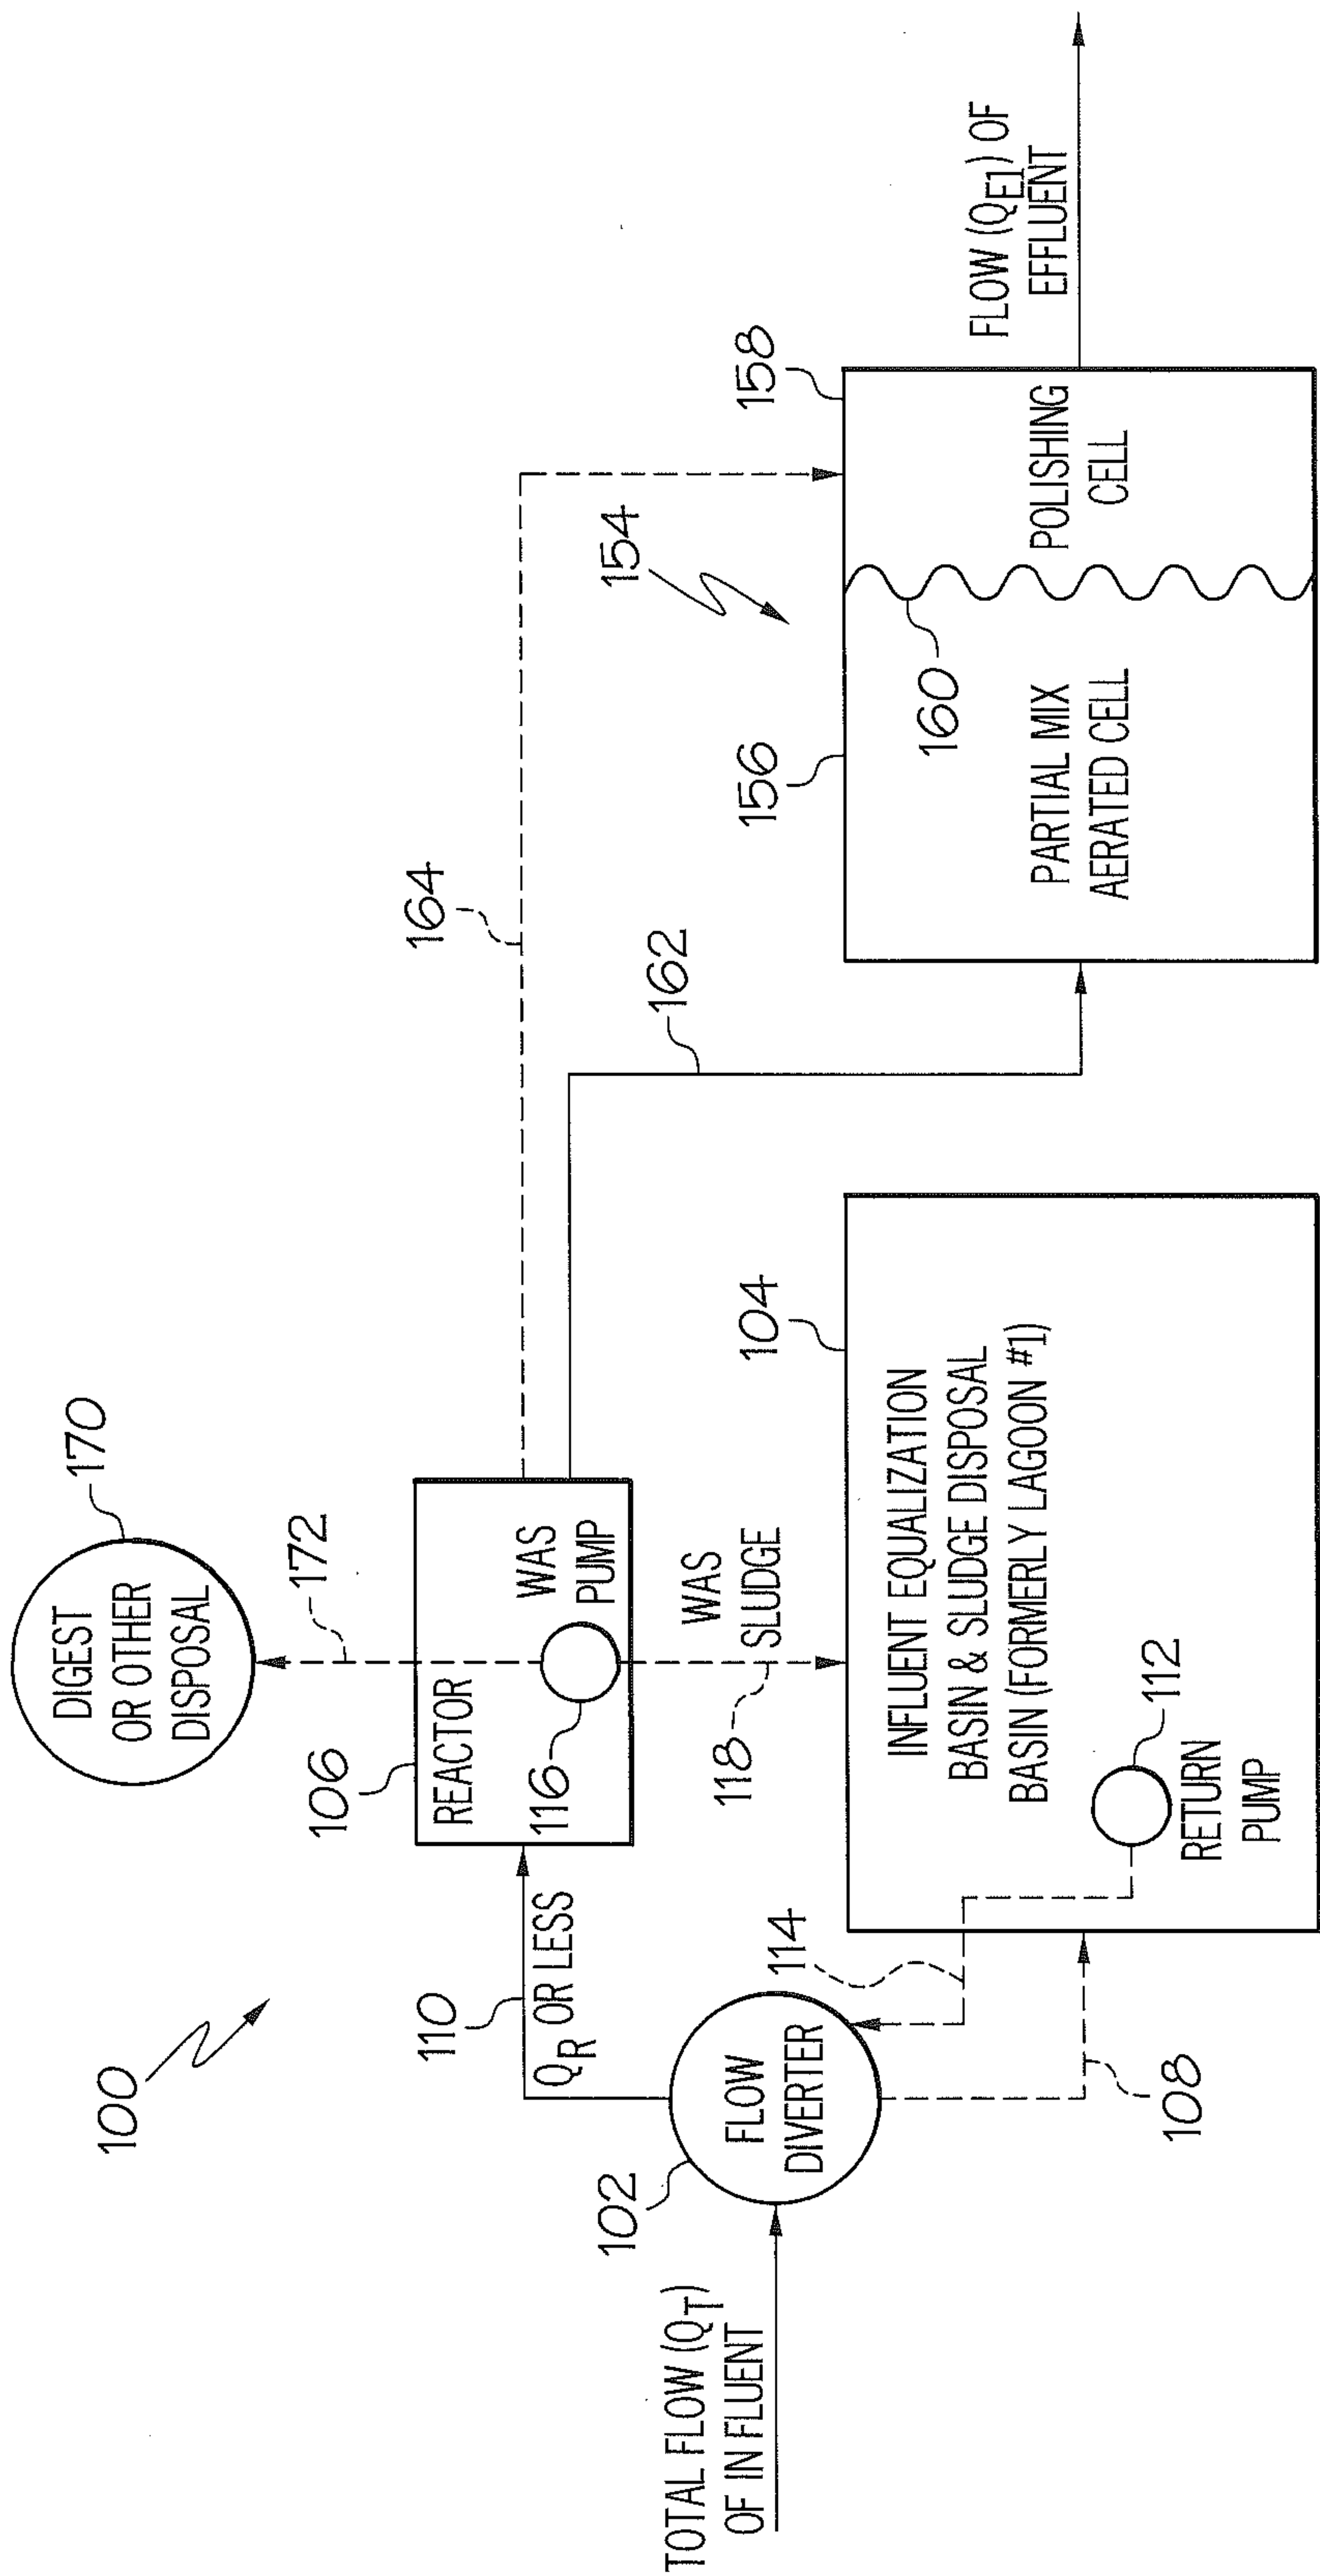 100
170
DIGEST
OR OTHER
DISPOSAL
172
106
REACTOR
116
WAS
PUMP
110
Q_R OR LESS
164
162
102
FLOW
DIVERTER
TOTAL FLOW (Q_T)
OF IN FLUENT
114
108
118
WAS
SLUDGE
104
INFLUENT EQUALIZATION
BASIN & SLUDGE DISPOSAL
BASIN (FORMERLY LAGOON #1)
112
RETURN
PUMP
154
156
158
160
PARTIAL MIX
AERATED CELL
POLISHING
CELL
FLOW (Q_E1) OF
EFFLUENT